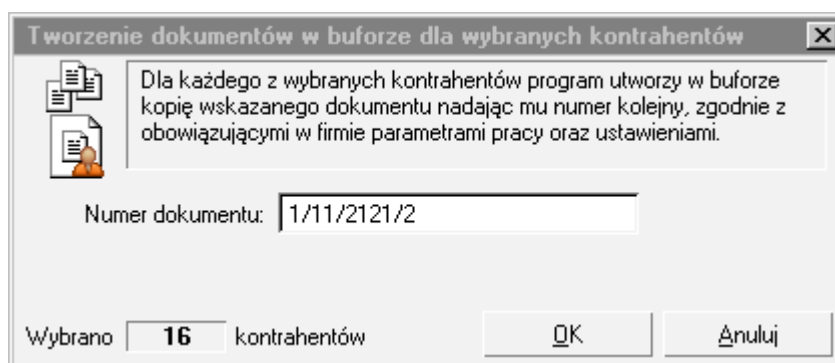 Tworzenie dokumentów w buforze dla wybranych kontrahentów
Dla każdego z wybranych kontrahentów program utworzy w buforze
kopię wskazanego dokumentu nadając mu numer kolejny, zgodnie z
obowiązującymi w firmie parametrami pracy oraz ustawieniami.
Numer dokumentu: 1/11/2121/2
Wybrano 16 kontrahentów OK Anuluj